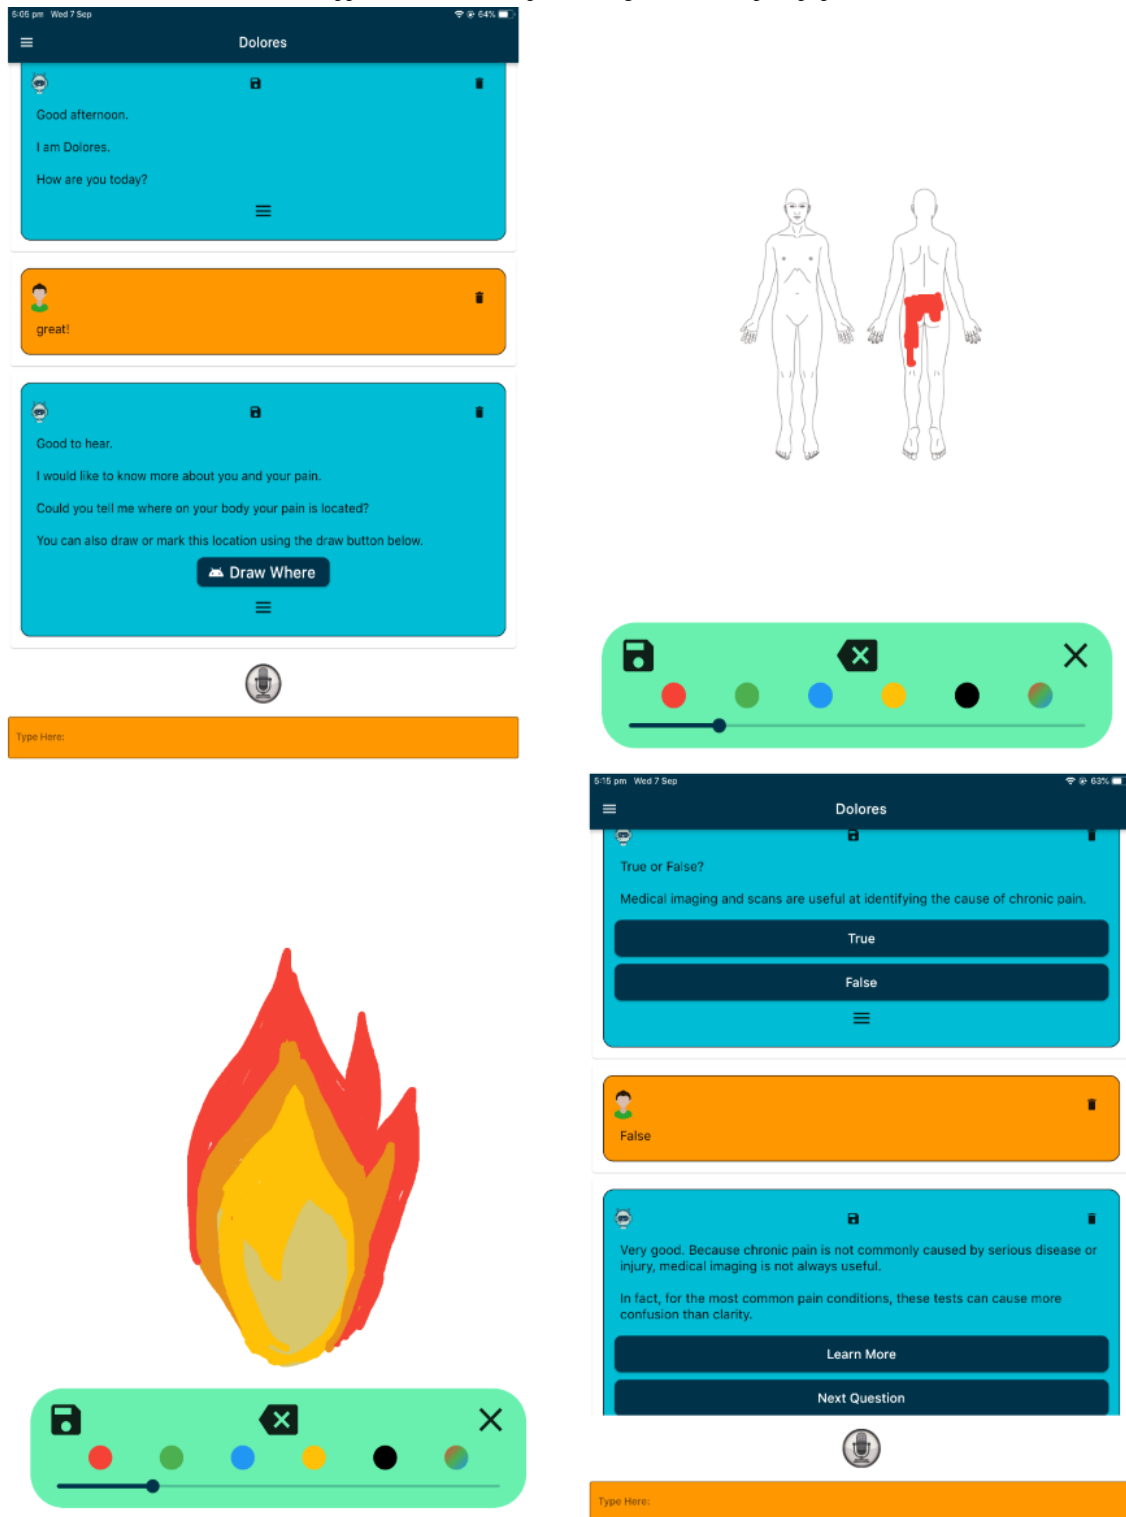 5:05 pm Wed 7 Sep
64%
Dolores
Good afternoon.
I am Dolores.
How are you today?
great!
Good to hear.
I would like to know more about you and your pain.
Could you tell me where on your body your pain is located?
You can also draw or mark this location using the draw button below.
Draw Where
Type Here:
5:15 pm Wed 7 Sep
63%
Dolores
True or False?
Medical imaging and scans are useful at identifying the cause of chronic pain.
True
False
False
Very good. Because chronic pain is not commonly caused by serious disease or
injury, medical imaging is not always useful.
In fact, for the most common pain conditions, these tests can cause more
confusion than clarity.
Learn More
Next Question
Type Here: